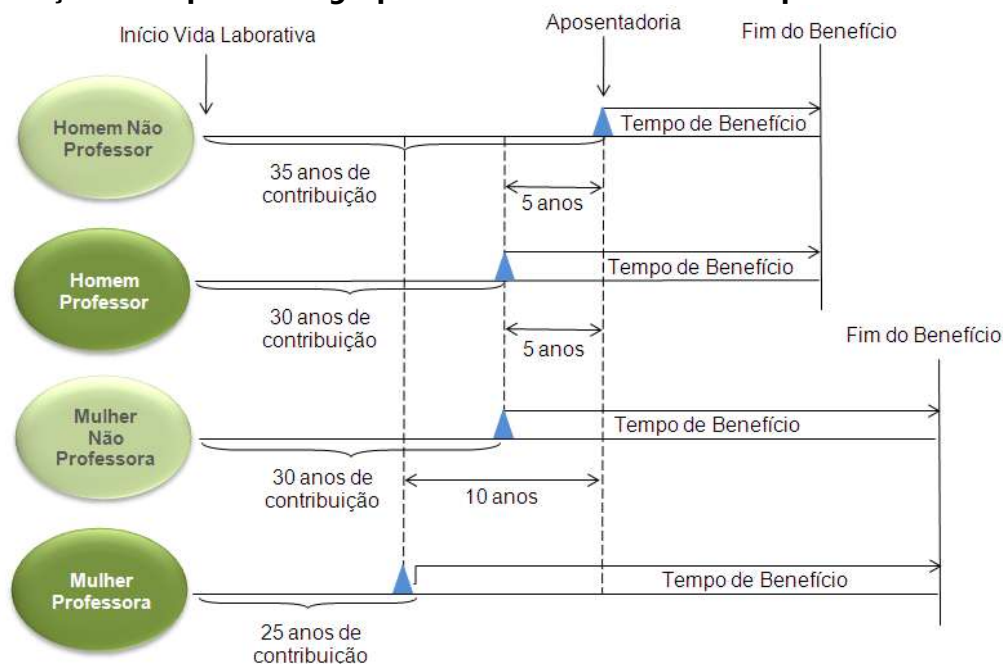 Início Vida Laborativa
Aposentadoria
Fim do Benefício
Homem Não
Professor
Tempo de Benefício
35 anos de
contribuição
5 anos
Homem
Professor
Tempo de Benefício
30 anos de
contribuição
5 anos
Fim do Benefício
Mulher
Não
Professora
Tempo de Benefício
30 anos de
contribuição
10 anos
Mulher
Professora
Tempo de Benefício
25 anos de
contribuição